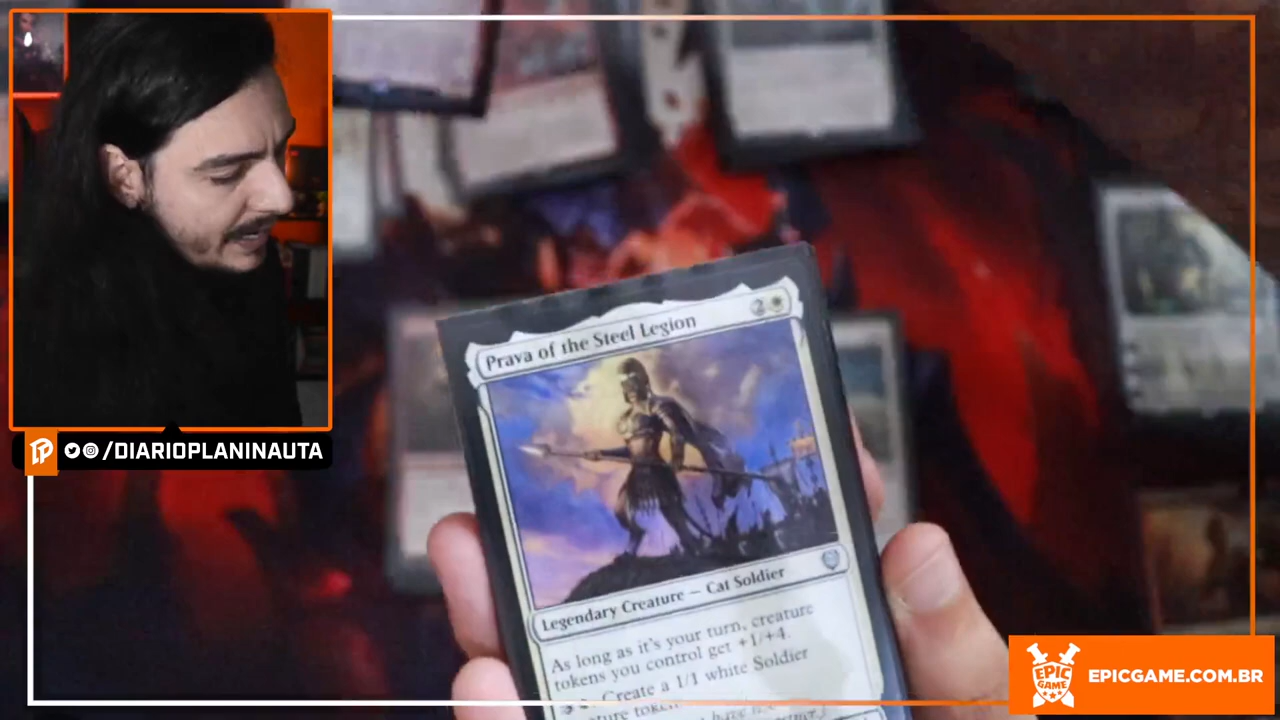 /DIARIOPLANINAUTA
Prava of the Steel Legion
2
Legendary Creature — Cat Soldier
As long as it's your turn, creature
tokens you control get +1/+4.
Create a 1/1 white Soldier
EPIC
GAME
EPICGAME.COM.BR